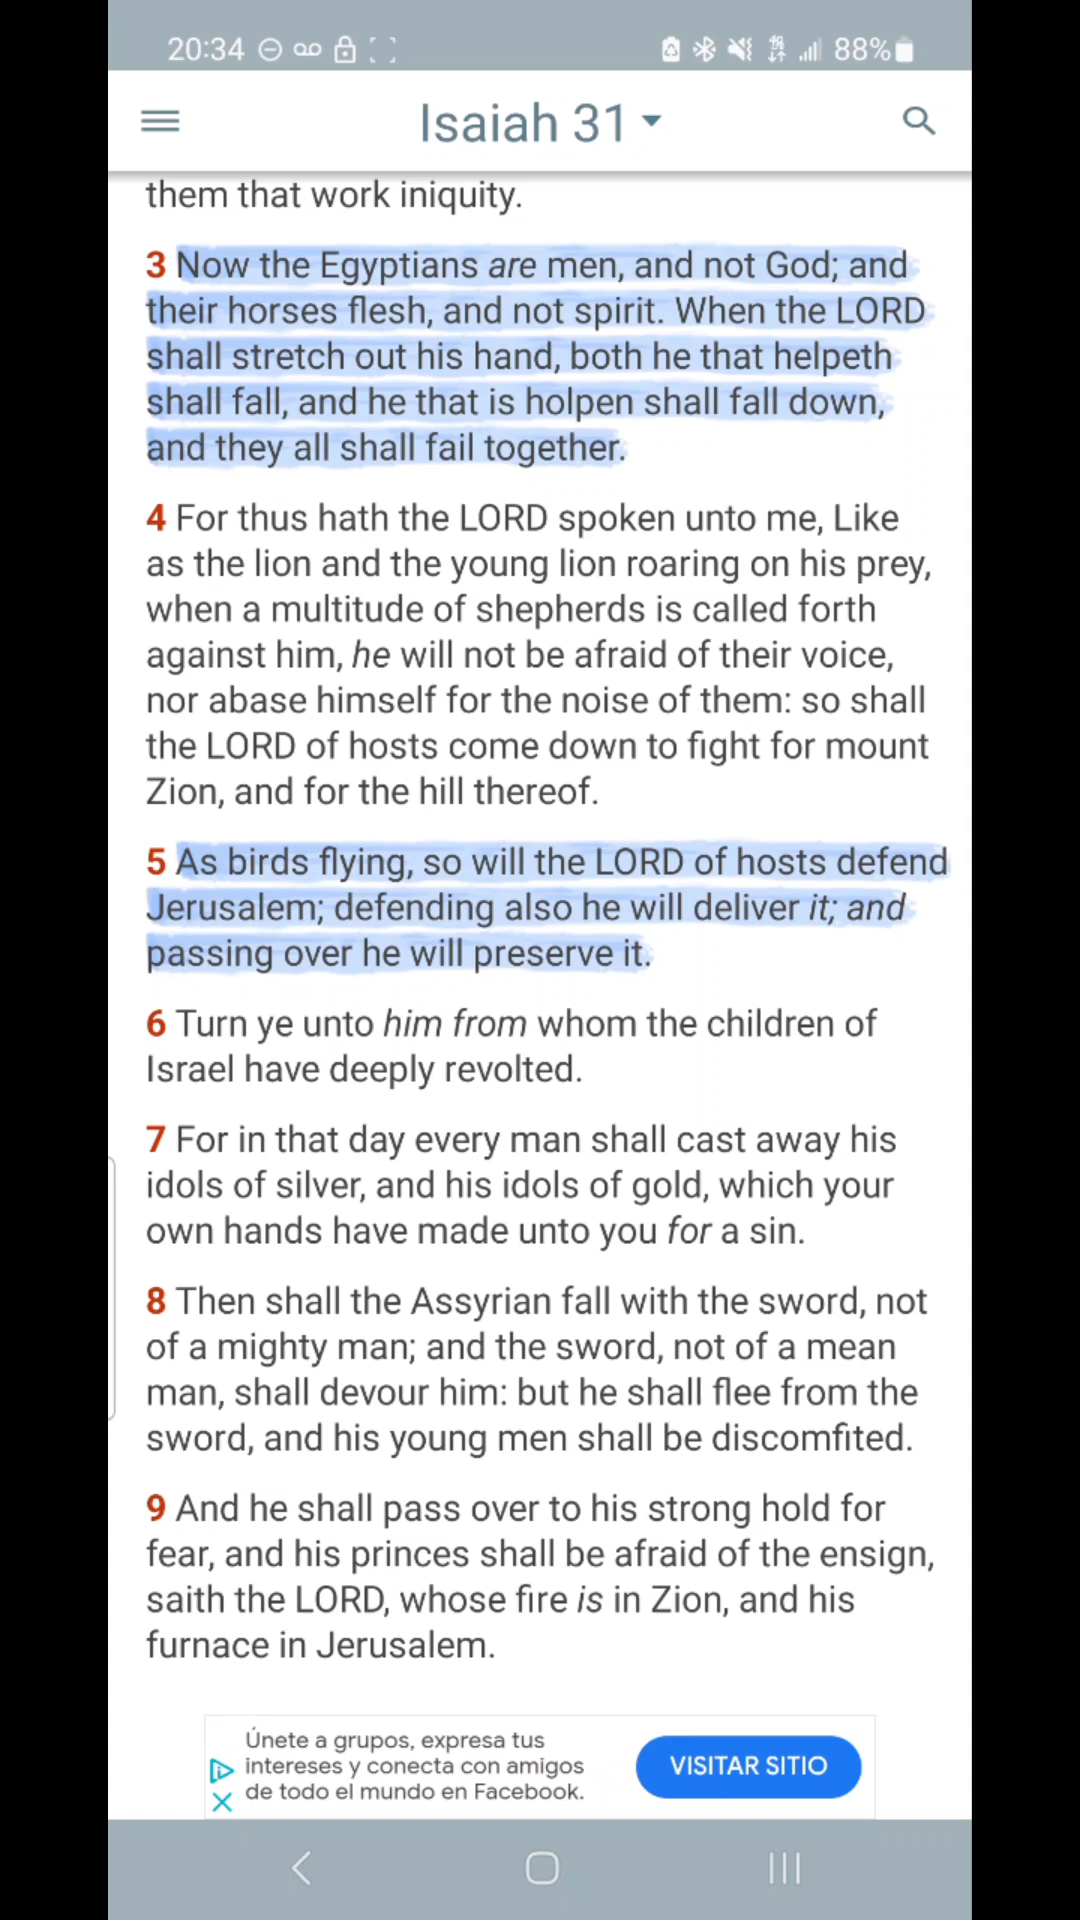 20:34
4G
88%
Isaiah 31
them that work iniquity.
3 Now the Egyptians are men, and not God; and
their horses flesh, and not spirit. When the LORD
shall stretch out his hand, both he that helpeth
shall fall, and he that is holpen shall fall down,
and they all shall fail together.
4 For thus hath the LORD spoken unto me, Like
as the lion and the young lion roaring on his prey,
when a multitude of shepherds is called forth
against him, he will not be afraid of their voice,
nor abase himself for the noise of them: so shall
the LORD of hosts come down to fight for mount
Zion, and for the hill thereof.
5 As birds flying, so will the LORD of hosts defend
Jerusalem; defending also he will deliver it; and
passing over he will preserve it.
6 Turn ye unto him from whom the children of
Israel have deeply revolted.
7 For in that day every man shall cast away his
idols of silver, and his idols of gold, which your
own hands have made unto you for a sin.
8 Then shall the Assyrian fall with the sword, not
of a mighty man; and the sword, not of a mean
man, shall devour him: but he shall flee from the
sword, and his young men shall be discomfited.
9 And he shall pass over to his strong hold for
fear, and his princes shall be afraid of the ensign,
saith the LORD, whose fire is in Zion, and his
furnace in Jerusalem.
Únete a grupos, expresa tus
intereses y conecta con amigos
de todo el mundo en Facebook.
VISITAR SITIO